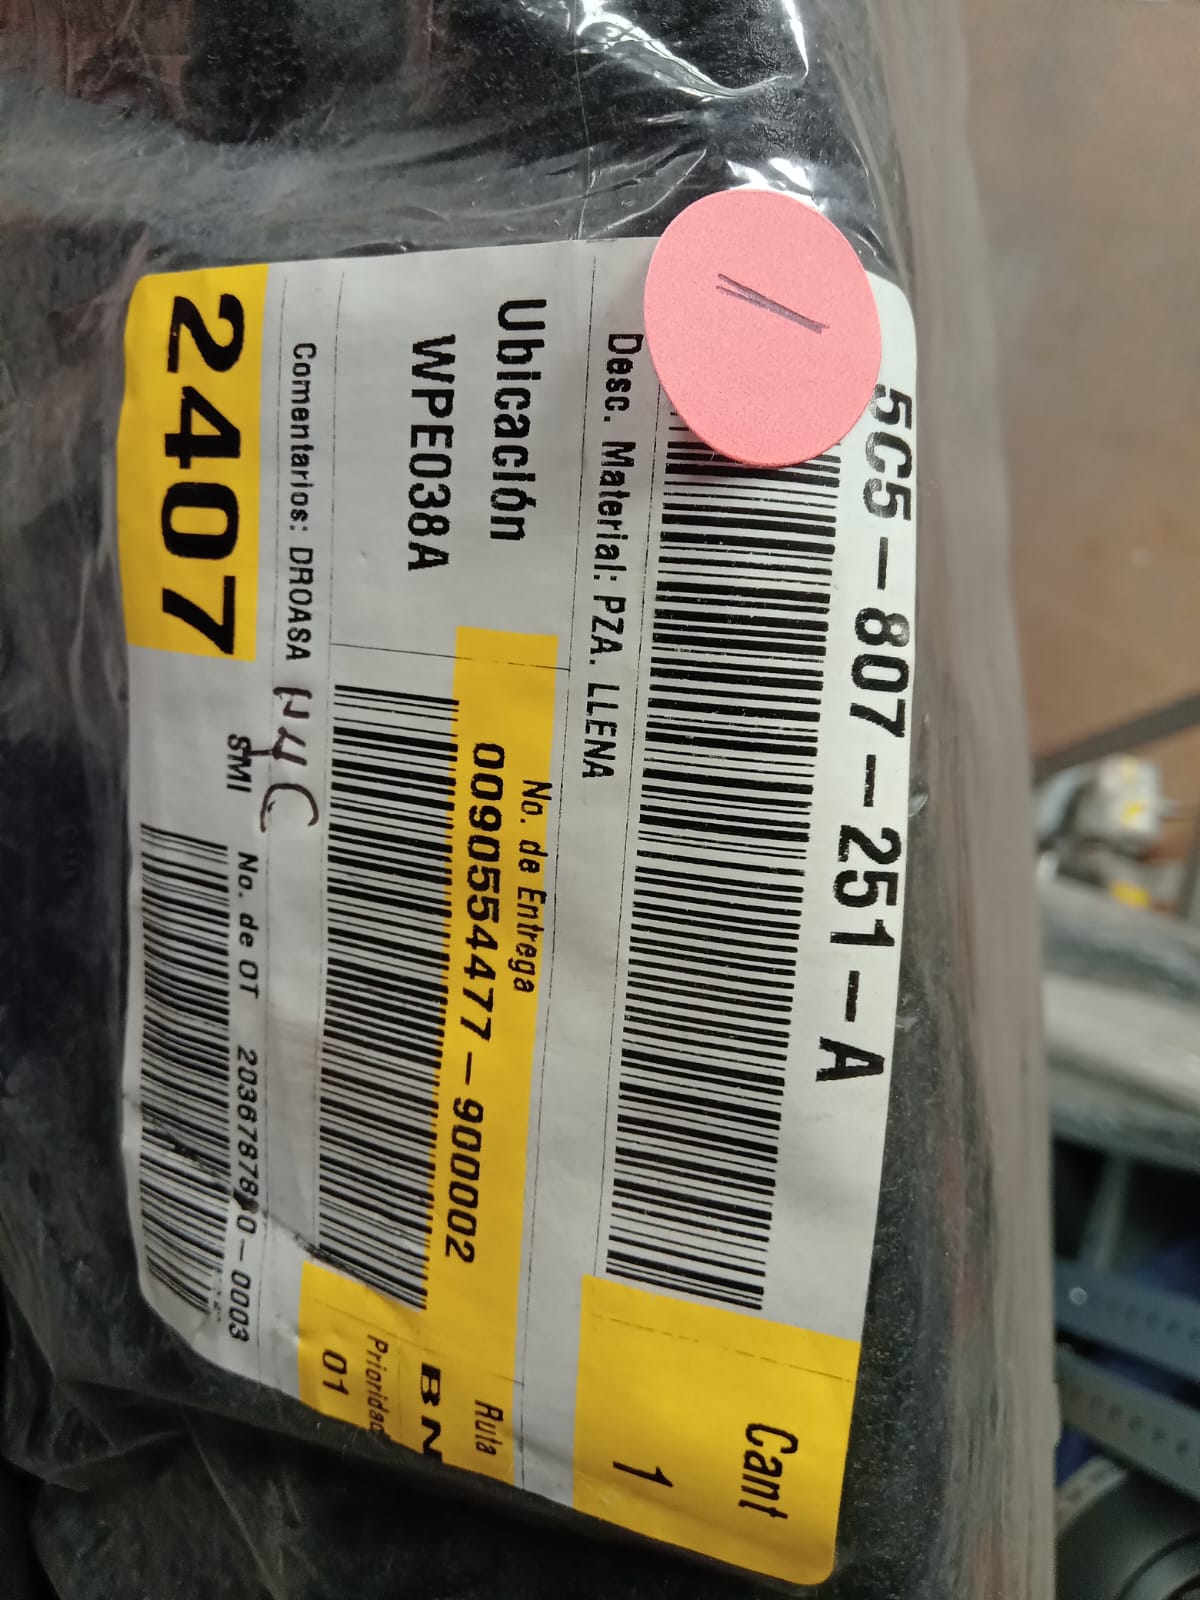 5C5-807-251-A
Desc. Material: PZA. LLENA
Cant
1
Ubicación
WPE038A
No. de Entrega
0090554477-900002
Ruta
BN
Prioridad
01
Comentarios: DROASA
2407
SMI
No. de OT